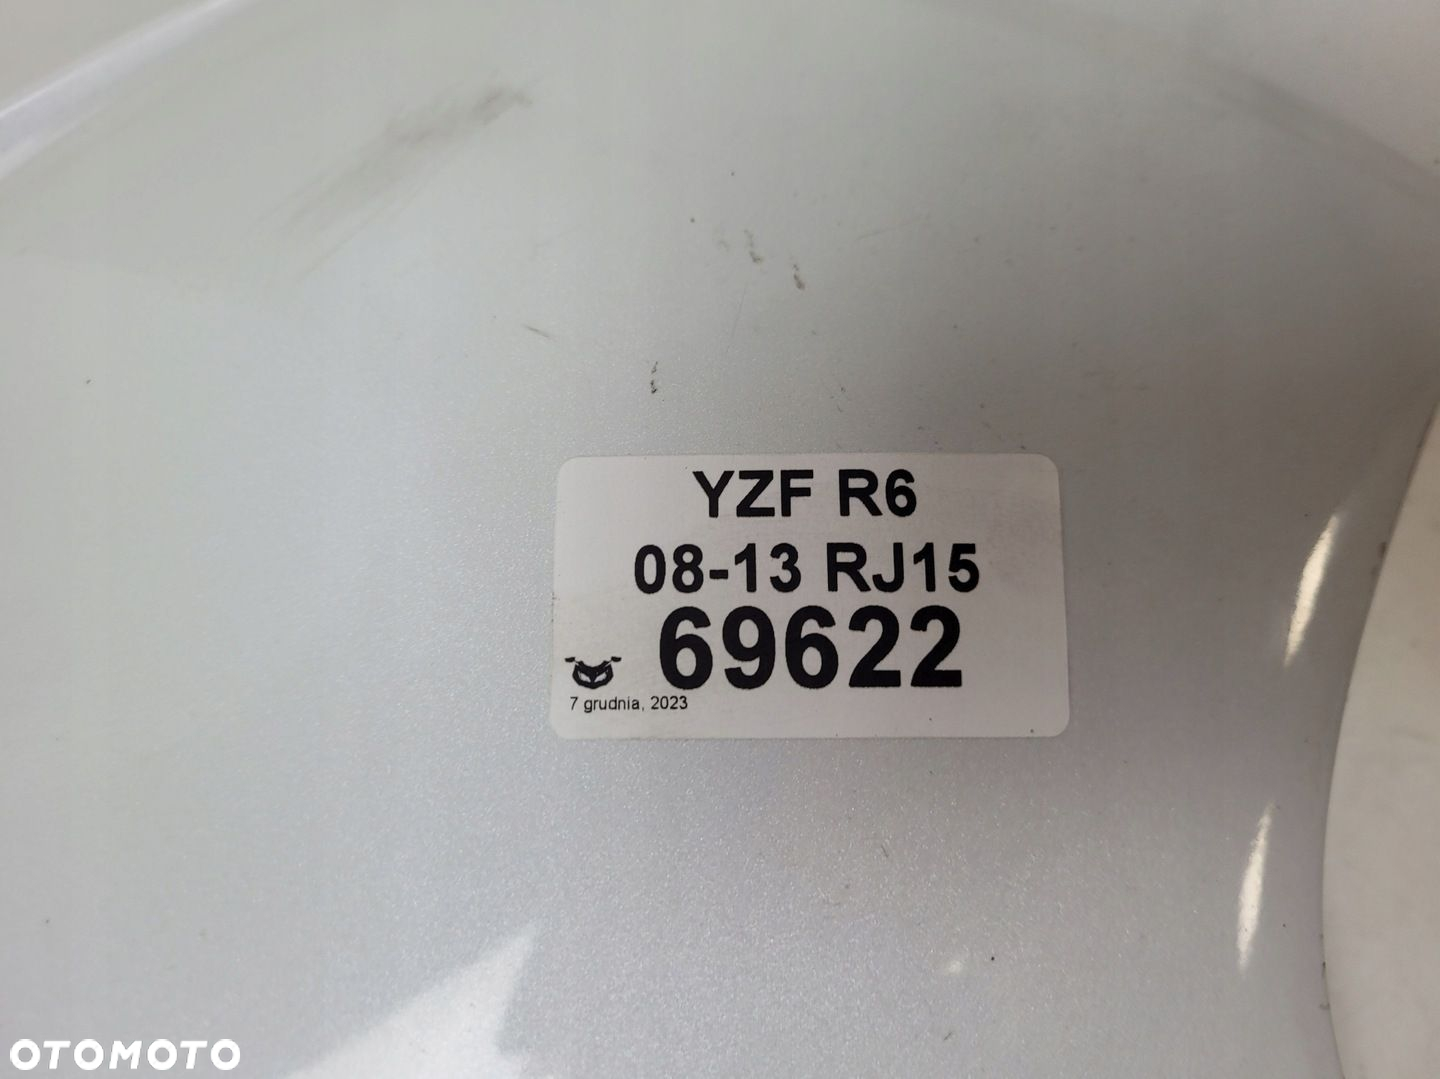 YZF R6
08-13 RJ15
69622
7 grudnia, 2023
OTOMOTO